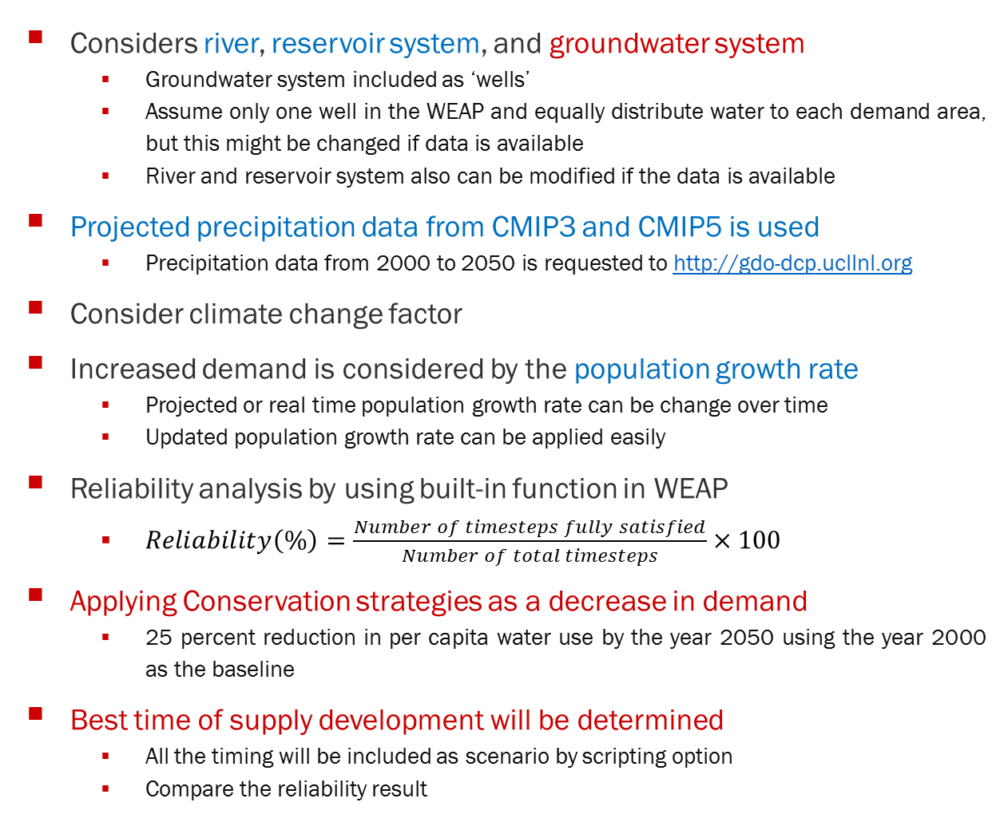 Considers river, reservoir system, and groundwater system
Groundwater system included as ‘wells’
Assume only one well in the WEAP and equally distribute water to each demand area,
but this might be changed if data is available
River and reservoir system also can be modified if the data is available
Projected precipitation data from CMIP3 and CMIP5 is used
Precipitation data from 2000 to 2050 is requested to http://gdo-dcp.ucllnl.org
Consider climate change factor
Increased demand is considered by the population growth rate
Projected or real time population growth rate can be change over time
Updated population growth rate can be applied easily
Reliability analysis by using built-in function in WEAP
Reliability(%) = Number of timesteps fully satisfied / Number of total timesteps × 100
Applying Conservation strategies as a decrease in demand
25 percent reduction in per capita water use by the year 2050 using the year 2000
as the baseline
Best time of supply development will be determined
All the timing will be included as scenario by scripting option
Compare the reliability result